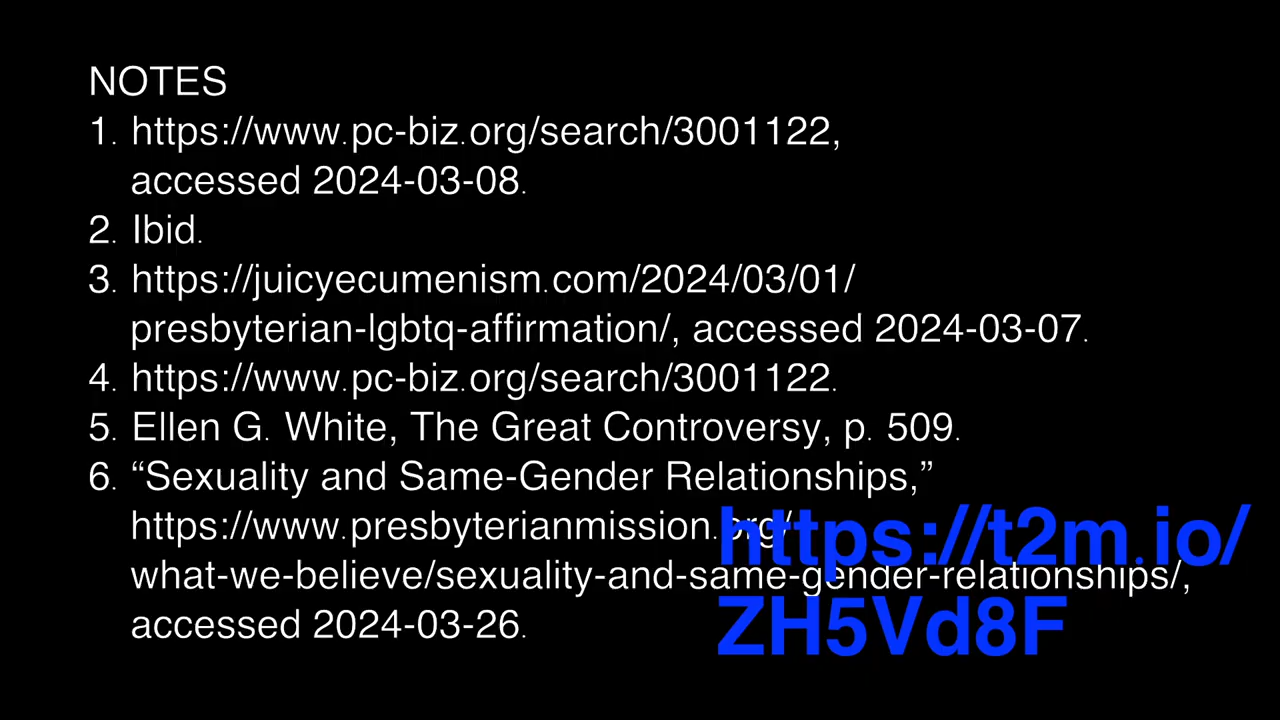 NOTES
1. https://www.pc-biz.org/search/3001122,
accessed 2024-03-08.
2. Ibid.
3. https://juicyecumenism.com/2024/03/01/
presbyterian-lgbtq-affirmation/, accessed 2024-03-07.
4. https://www.pc-biz.org/search/3001122.
5. Ellen G. White, The Great Controversy, p. 509.
6. “Sexuality and Same-Gender Relationships,”
https://www.presbyterianmission.org/
what-we-believe/sexuality-and-same-gender-relationships/,
accessed 2024-03-26.
https://t2m.io/
ZH5Vd8F